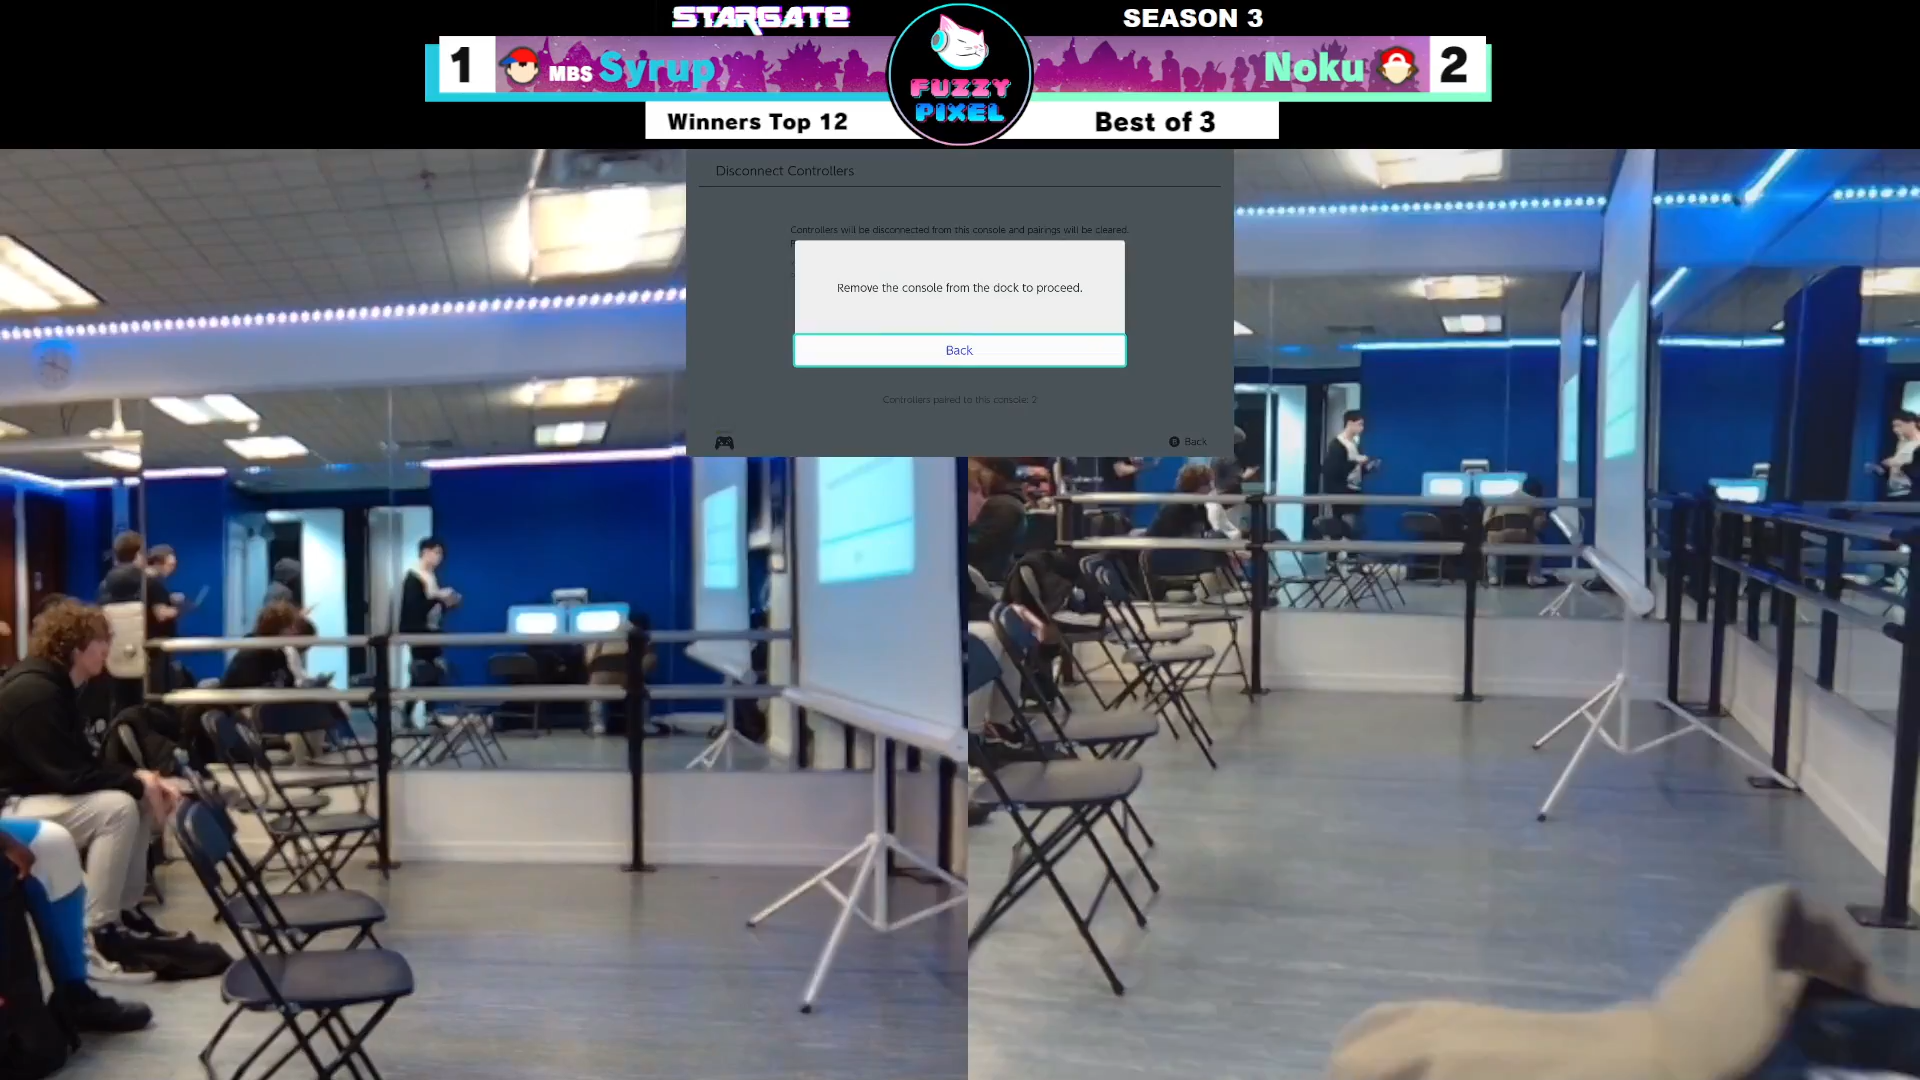 STARGATE
SEASON 3
1
MBS Syrup
FUZZY
PIXEL
Noku
2
Winners Top 12
Best of 3
Disconnect Controllers
Controllers will be disconnected from this console and pairings will be cleared.
Remove the console from the dock to proceed.
Back
Controllers paired to this console: 2
Back